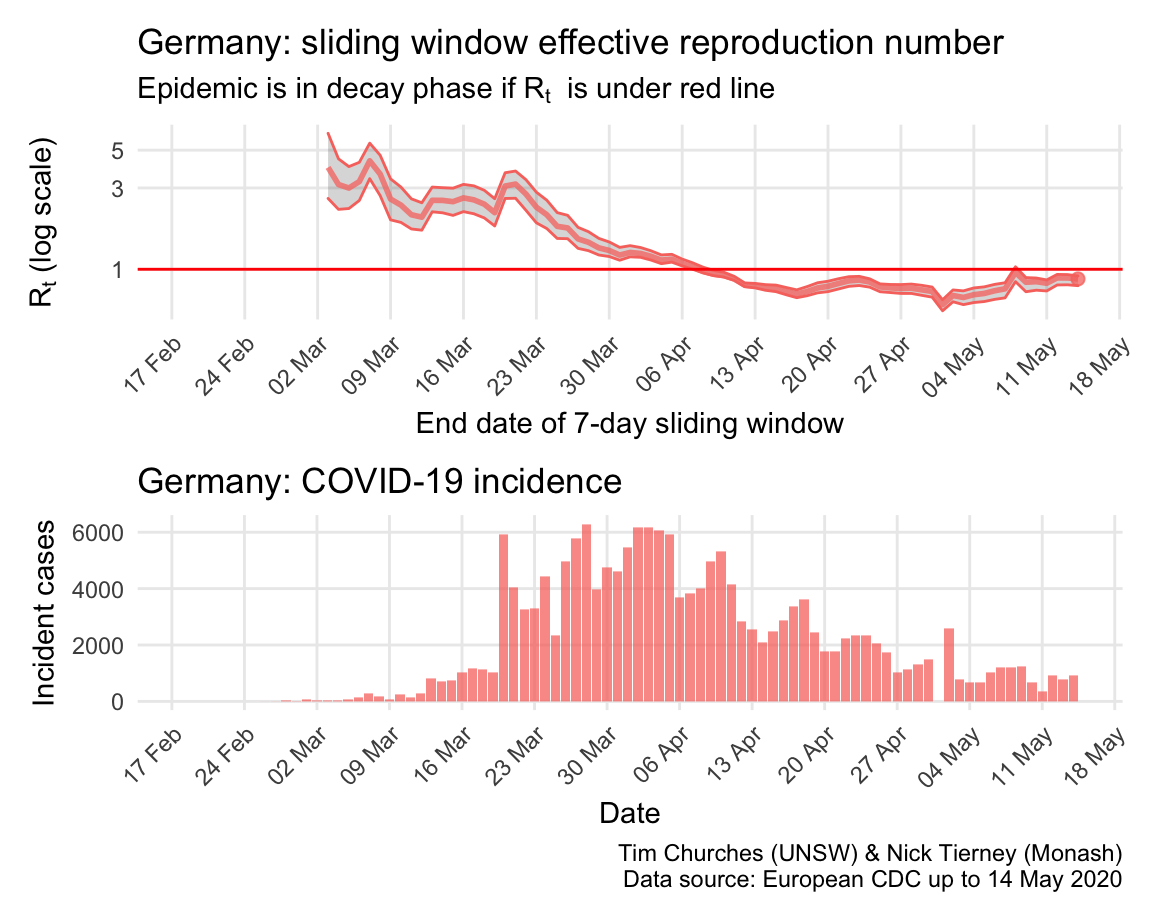 Germany: sliding window effective reproduction number
Epidemic is in decay phase if Rt is under red line
Rt (log scale)
5
3
1
17 Feb
24 Feb
02 Mar
09 Mar
16 Mar
23 Mar
30 Mar
06 Apr
13 Apr
20 Apr
27 Apr
04 May
11 May
18 May
End date of 7-day sliding window
Germany: COVID-19 incidence
Incident cases
6000
4000
2000
0
17 Feb
24 Feb
02 Mar
09 Mar
16 Mar
23 Mar
30 Mar
06 Apr
13 Apr
20 Apr
27 Apr
04 May
11 May
18 May
Date
Tim Churches (UNSW) & Nick Tierney (Monash)
Data source: European CDC up to 14 May 2020